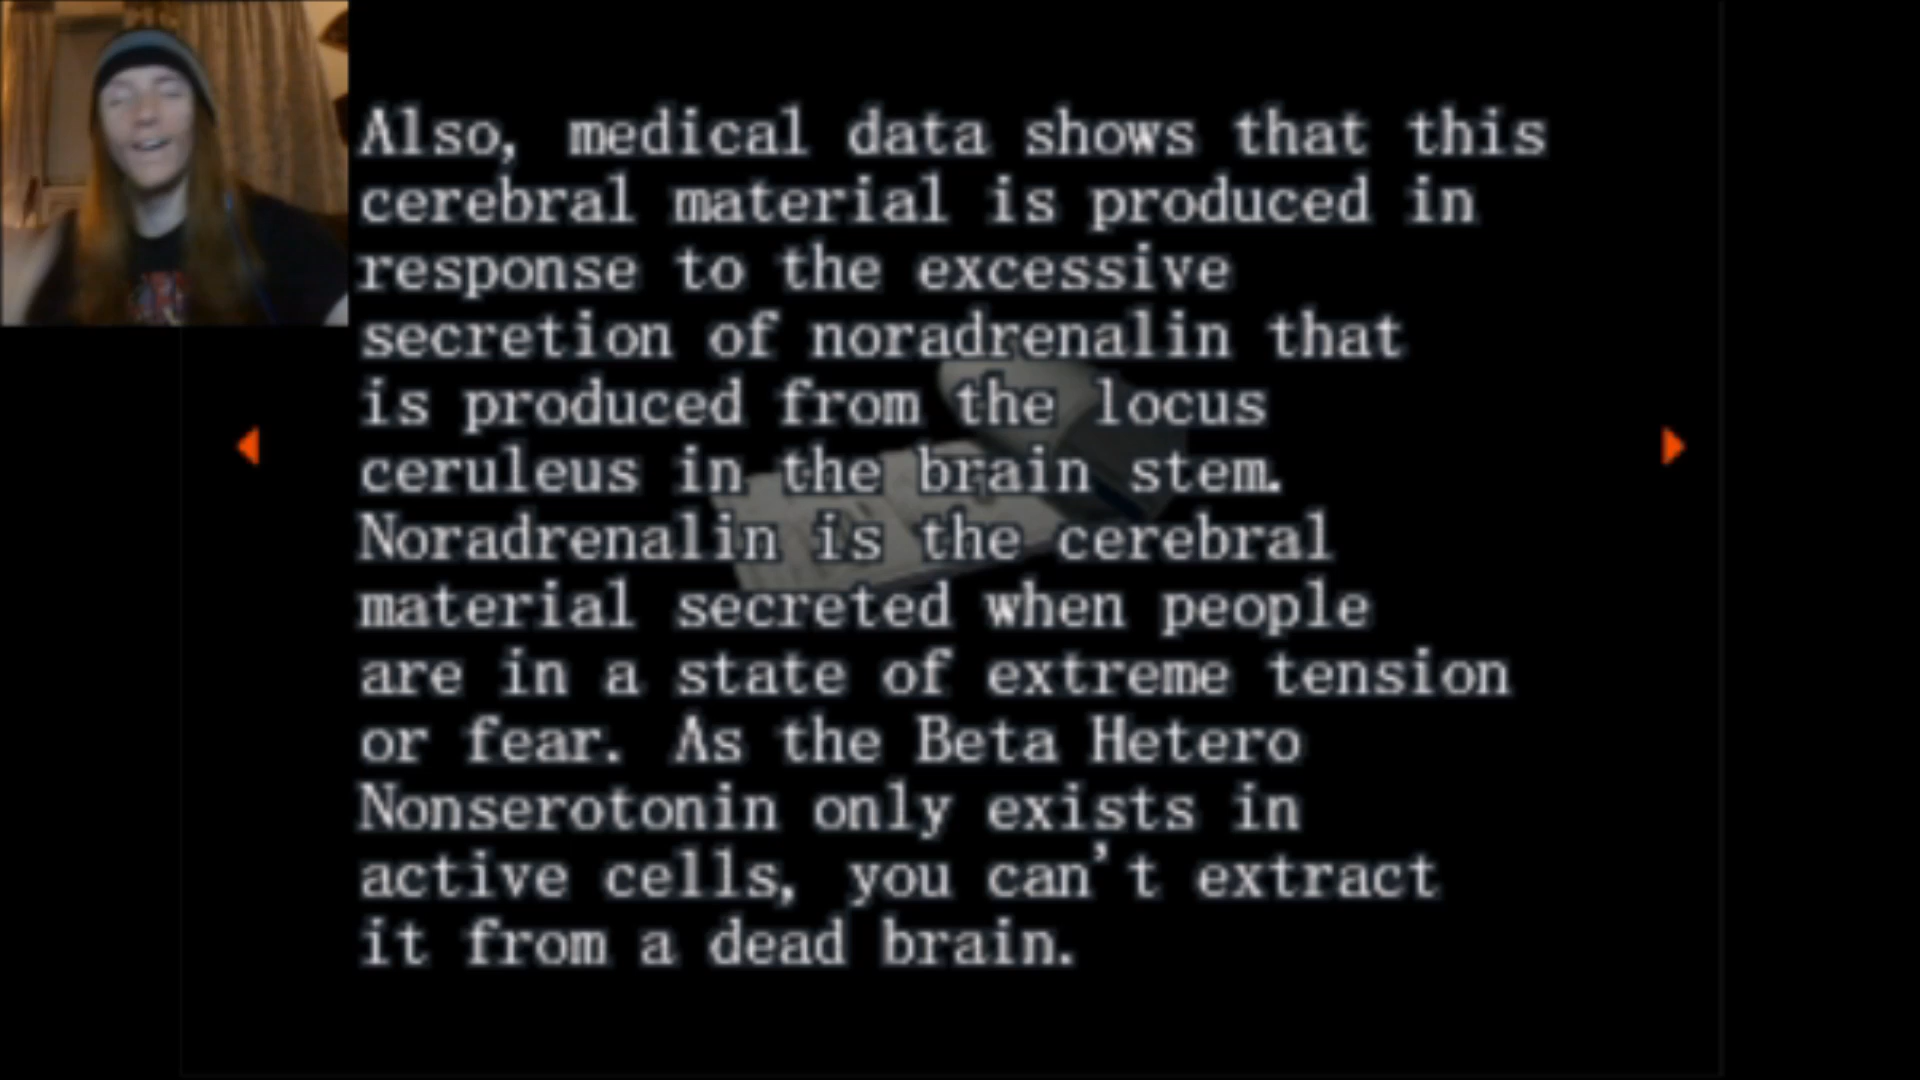 Also, medical data shows that this
cerebral material is produced in
response to the excessive
secretion of noradrenalin that
is produced from the locus
ceruleus in the brain stem.
Noradrenalin is the cerebral
material secreted when people
are in a state of extreme tension
or fear. As the Beta Hetero
Nonserotonin only exists in
active cells, you can't extract
it from a dead brain.